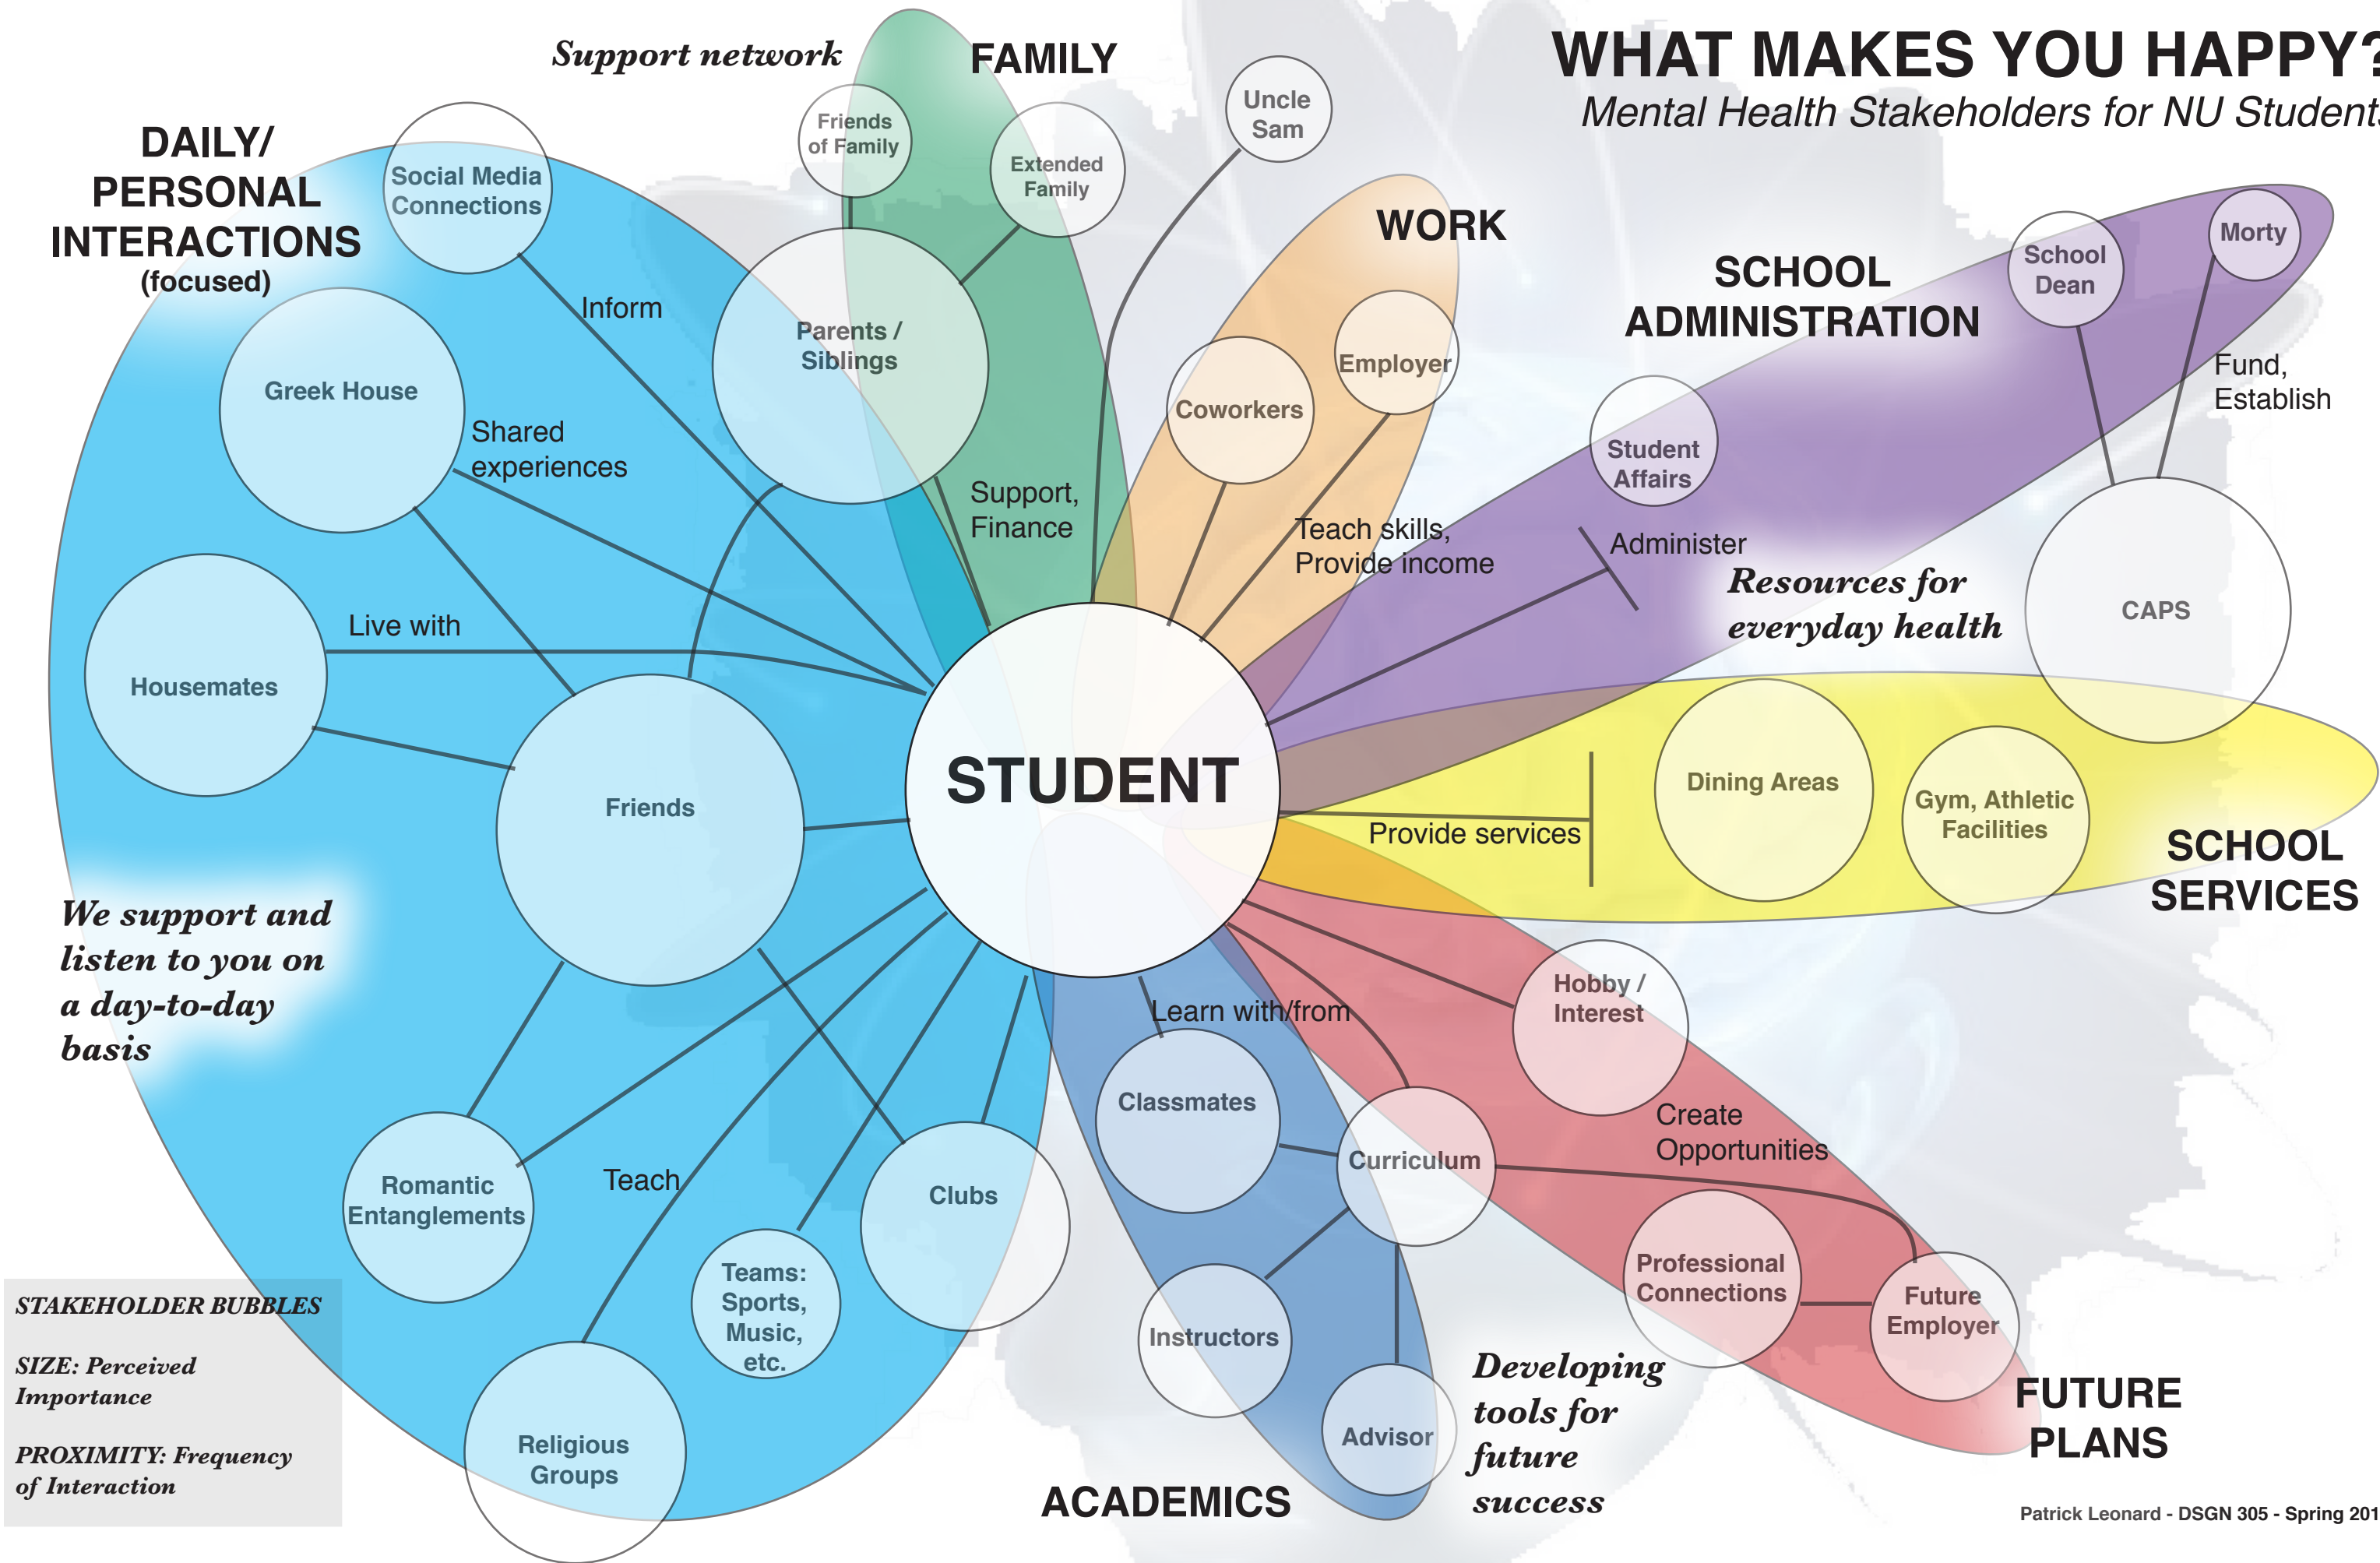 WHAT MAKES YOU HAPPY?
Mental Health Stakeholders for NU Students
Support network
FAMILY
DAILY/
PERSONAL
INTERACTIONS
(focused)
Social Media
Connections
Friends
of Family
Extended
Family
Uncle
Sam
WORK
SCHOOL
ADMINISTRATION
School
Dean
Morty
Inform
Parents /
Siblings
Greek House
Shared
experiences
Support,
Finance
Coworkers
Employer
Teach skills,
Provide income
Student
Affairs
Administer
Fund,
Establish
Resources for
everyday health
CAPS
Live with
Housemates
Friends
STUDENT
Provide services
Dining Areas
Gym, Athletic
Facilities
SCHOOL
SERVICES
We support and
listen to you on
a day-to-day
basis
Learn with/from
Hobby /
Interest
Classmates
Curriculum
Create
Opportunities
Romantic
Entanglements
Teach
Clubs
Teams:
Sports,
Music,
etc.
Professional
Connections
Future
Employer
Instructors
Advisor
Developing
tools for
future
success
FUTURE
PLANS
Religious
Groups
ACADEMICS
STAKEHOLDER BUBBLES
SIZE: Perceived
Importance
PROXIMITY: Frequency
of Interaction
Patrick Leonard - DSGN 305 - Spring 201